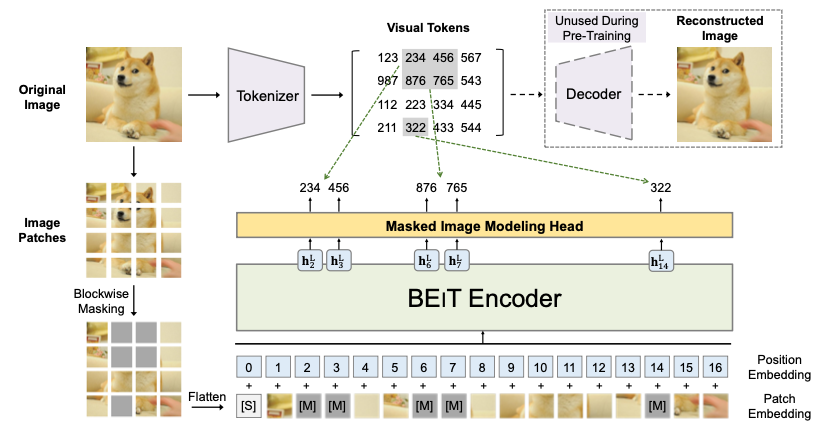 Original
Image
Tokenizer
Visual Tokens
123 234 456 567
987 876 765 543
112 223 334 445
211 322 433 544
Unused During
Pre-Training
Decoder
Reconstructed
Image
Image
Patches
Blockwise
Masking
Flatten
234 456 876 765 322
Masked Image Modeling Head
h₂ᴸ h₃ᴸ h₆ᴸ h₇ᴸ h₁₄ᴸ
BEIT Encoder
0 1 2 3 4 5 6 7 8 9 10 11 12 13 14 15 16
Position
Embedding
+ + + + + + + + + + + + + + + + +
[S] [M] [M] [M] [M] [M]
Patch
Embedding